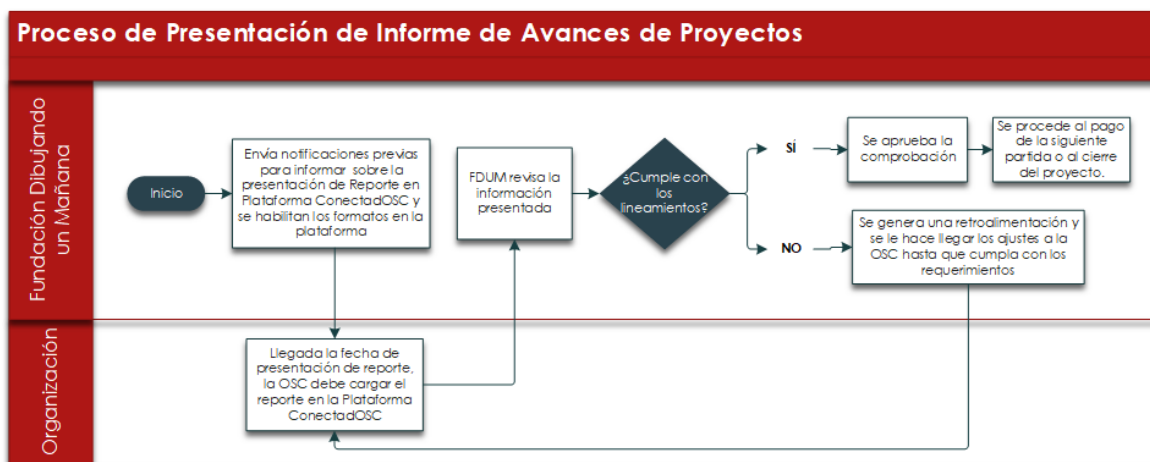 Proceso de Presentación de Informe de Avances de Proyectos
Fundación Dibujando
un Mañana
Inicio
Envía notificaciones previas
para informar sobre la
presentación de Reporte en
Plataforma ConectadOSC y
se habilitan los formatos en la
plataforma
FDUM revisa la
información
presentada
¿Cumple con
los
lineamientos?
SÍ
Se aprueba la
comprobación
Se procede al pago
de la siguiente
partida o al cierre
del proyecto.
NO
Se genera una retroalimentación y
se le hace llegar los ajustes a la
OSC hasta que cumpla con los
requerimientos
Organización
Llegada la fecha de
presentación de reporte,
la OSC debe cargar el
reporte en la Plataforma
ConectadOSC